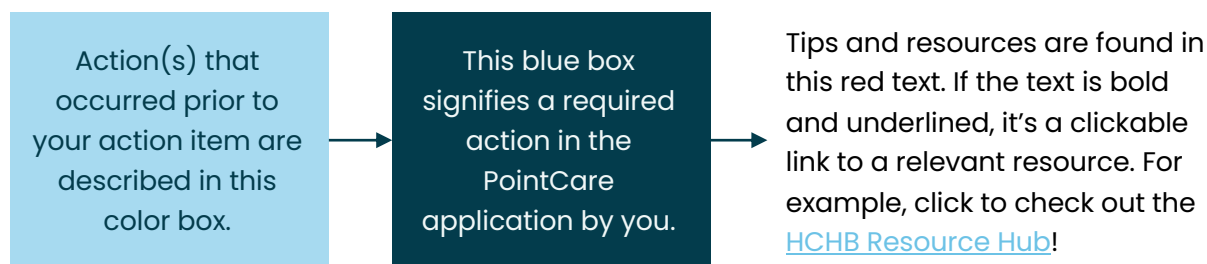 Action(s) that
occurred prior to
your action item are
described in this
color box.
This blue box
signifies a required
action in the
PointCare
application by you.
Tips and resources are found in
this red text. If the text is bold
and underlined, it's a clickable
link to a relevant resource. For
example, click to check out the
HCHB Resource Hub!